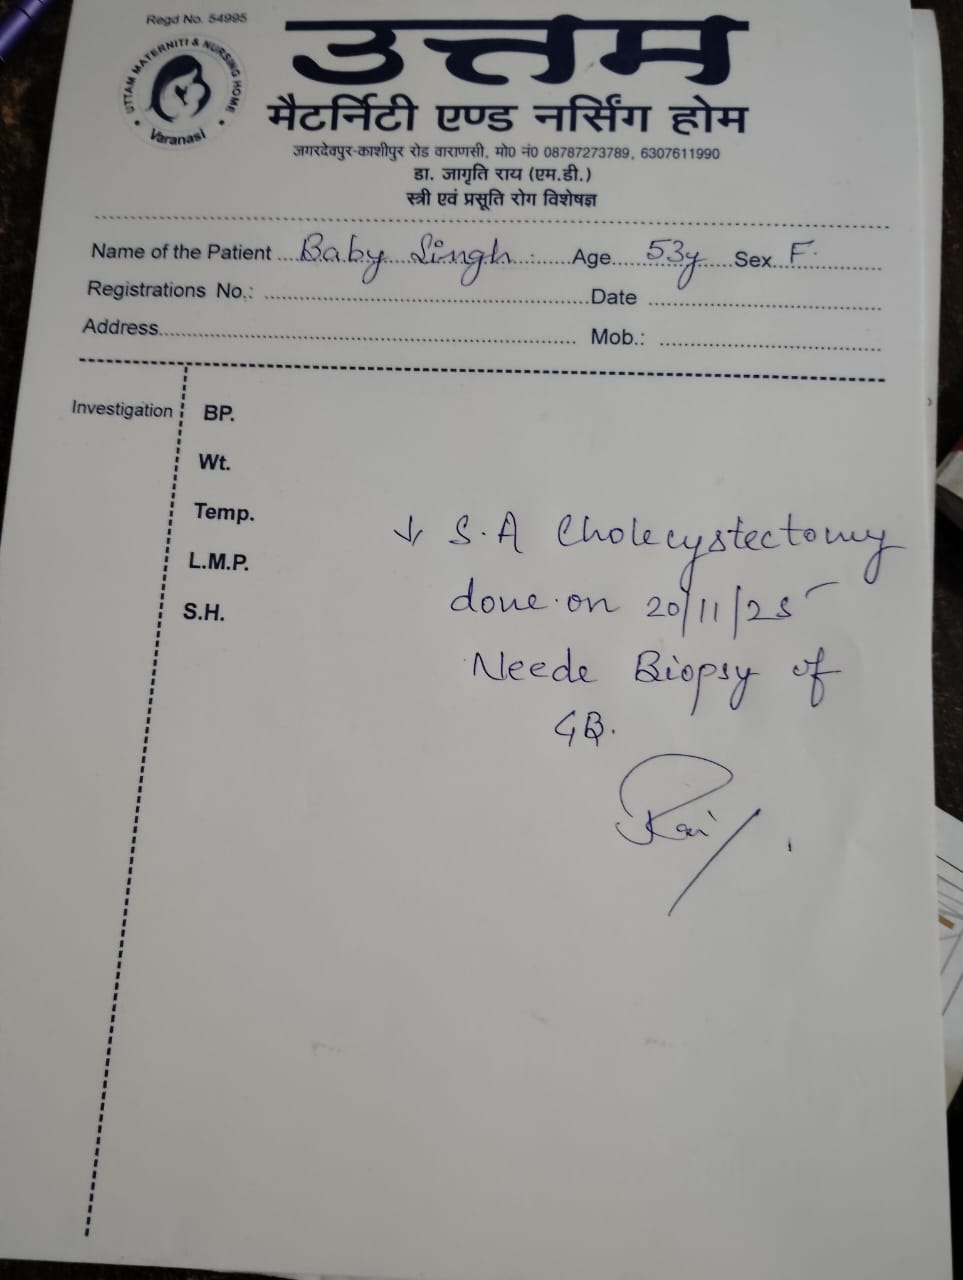 Regd No. 54995
UTTAM MATERNITI & NURSING HOME
Varanasi
उत्तम
मैटर्निटी एण्ड नर्सिंग होम
जगरदेवपुर-काशीपुर रोड वाराणसी, मो0 नं0 08787273789, 6307611990
डा. जागृति राय (एम.डी.)
स्त्री एवं प्रसूति रोग विशेषज्ञ
Name of the Patient Baby Singh Age 53y Sex F.
Registrations No.: Date
Address Mob.:
Investigation BP.
Wt.
Temp.
L.M.P.
S.H.
↓ S.A Cholecystectomy
done on 20/11/25
Neede Biopsy of
GB.
Rai